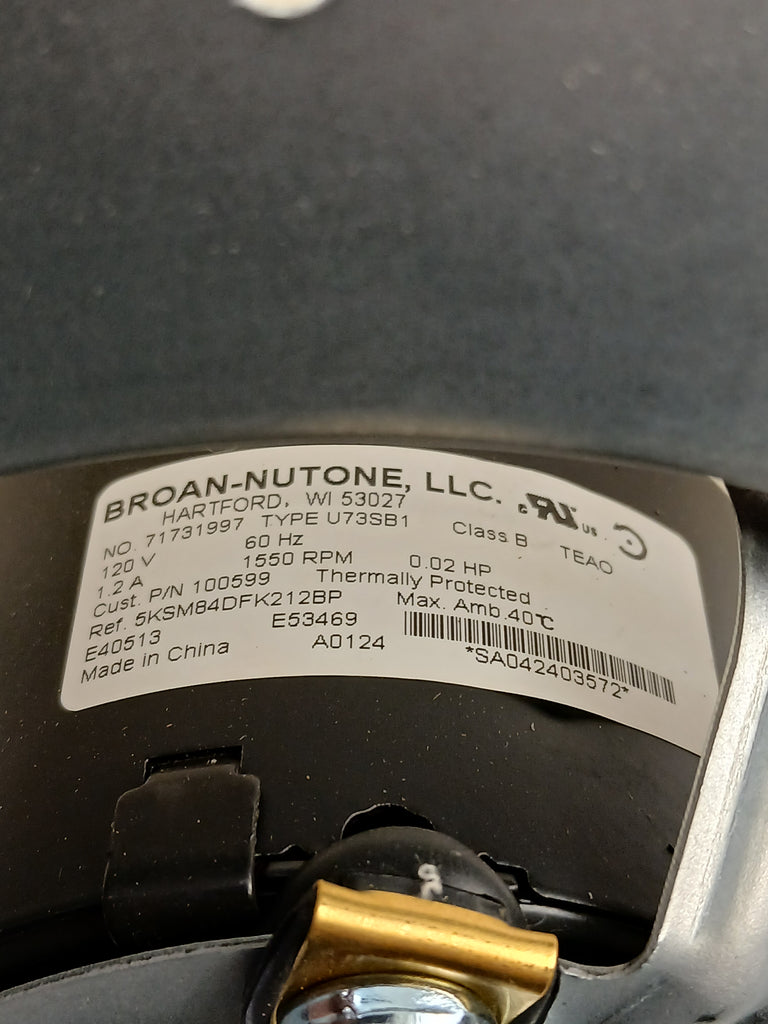 BROAN-NUTONE, LLC.
HARTFORD, WI 53027
c RU US
NO. 71731997 TYPE U73SB1 Class B TEAO
120 V 60 Hz
1.2 A 1550 RPM 0.02 HP
Cust. P/N 100599 Thermally Protected
Ref. 5KSM84DFK212BP Max. Amb.40℃
E40513 E53469
Made in China A0124
*SA042403572*